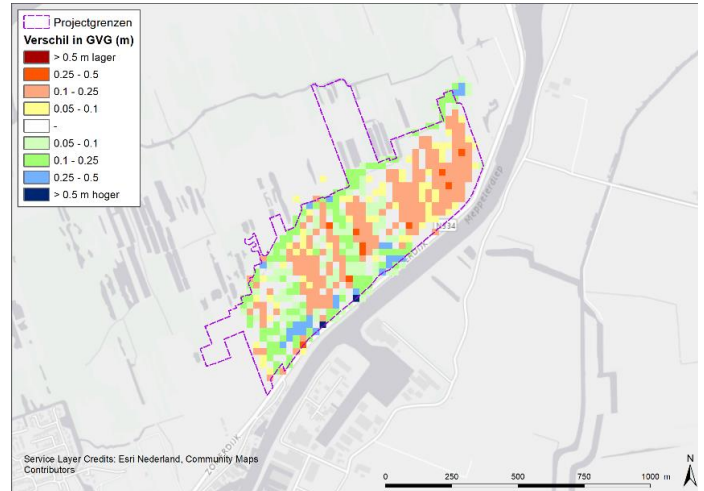 Projectgrenzen
Verschil in GVG (m)
> 0.5 m lager
0.25 - 0.5
0.1 - 0.25
0.05 - 0.1
-
0.05 - 0.1
0.1 - 0.25
0.25 - 0.5
> 0.5 m hoger
Meppelerdiep
N334
Service Layer Credits: Esri Nederland, Community Maps
Contributors
0 250 500 750 1000 m
N